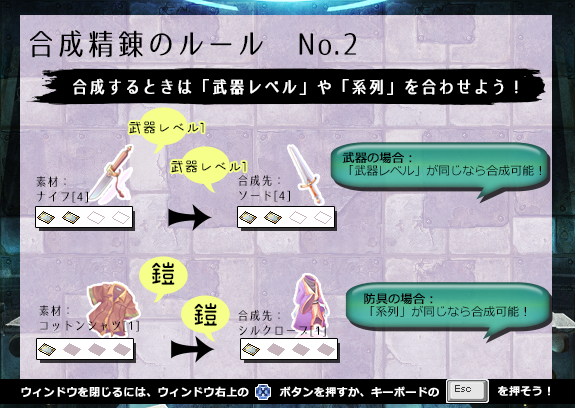 合成精錬のルール No.2
合成するときは「武器レベル」や「系列」を合わせよう！
武器レベル1
武器レベル1
素材：
ナイフ[4]
合成先：
ソード[4]
武器の場合：
「武器レベル」が同じなら合成可能！
鎧
鎧
素材：
コットンシャツ[1]
合成先：
シルクローブ[1]
防具の場合：
「系列」が同じなら合成可能！
ウィンドウを閉じるには、ウィンドウ右上の ボタンを押すか、キーボードの Esc を押そう！